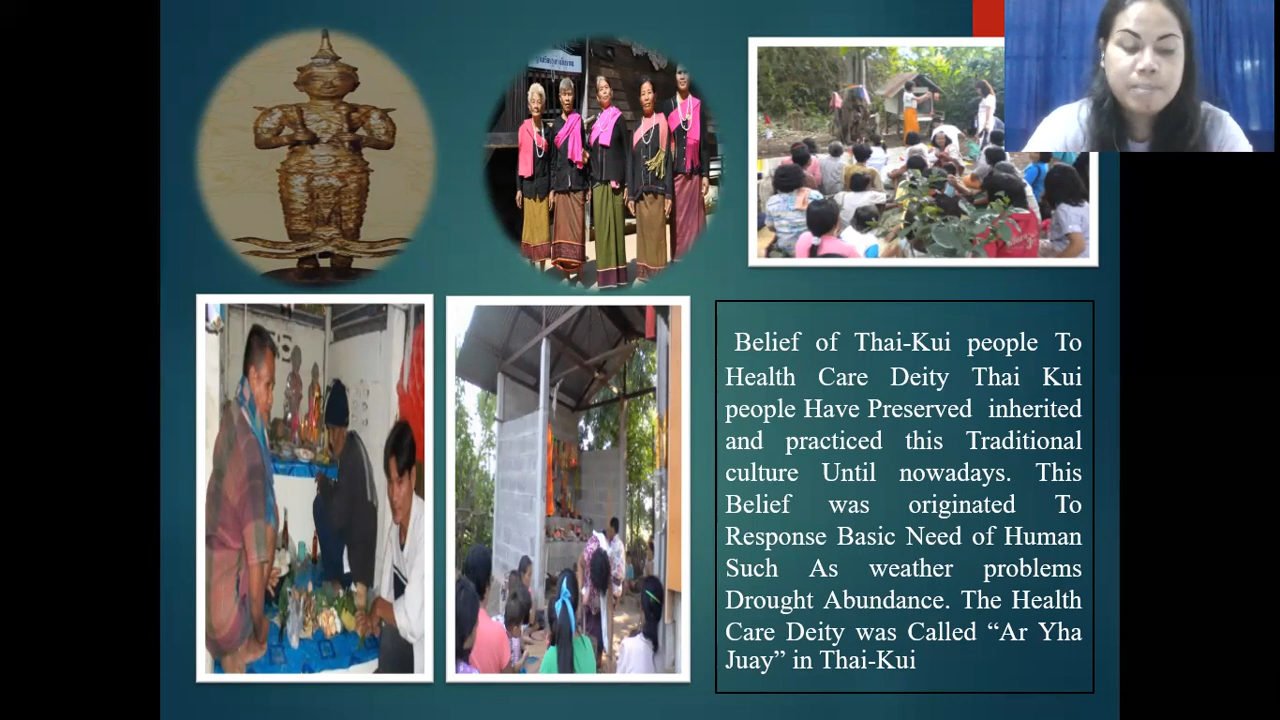 Belief of Thai-Kui people To
Health Care Deity Thai Kui
people Have Preserved inherited
and practiced this Traditional
culture Until nowadays. This
Belief was originated To
Response Basic Need of Human
Such As weather problems
Drought Abundance. The Health
Care Deity was Called “Ar Yha
Juay” in Thai-Kui